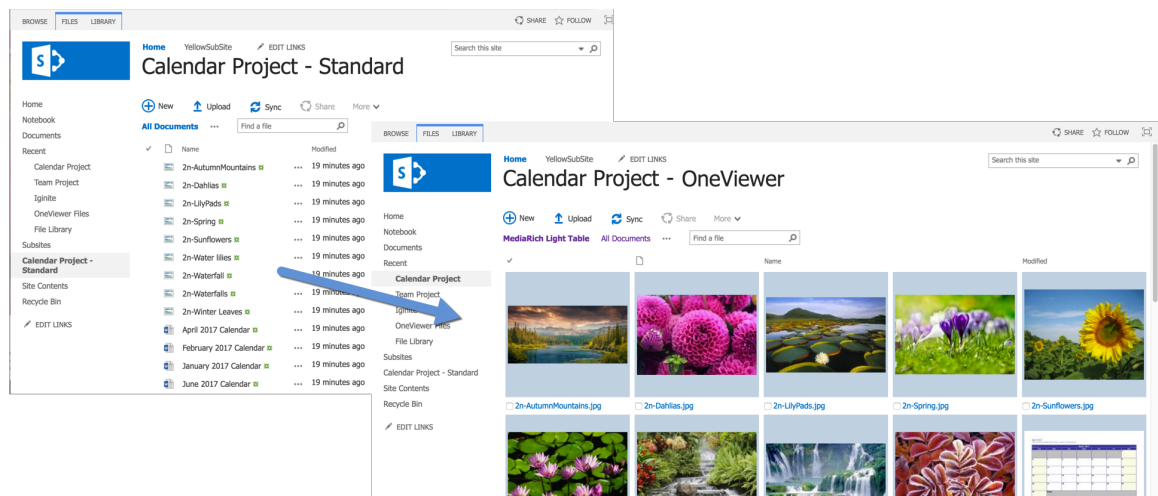 BROWSE FILES LIBRARY
SHARE FOLLOW
S
Home YellowSubSite EDIT LINKS
Search this site
Calendar Project - Standard
New Upload Sync Share More
All Documents ••• Find a file
Name Modified
Home
Notebook
Documents
Recent
Calendar Project
Team Project
Iginite
OneViewer Files
File Library
Subsites
Calendar Project -
Standard
Site Contents
Recycle Bin
EDIT LINKS
2n-AutumnMountains ••• 19 minutes ago
2n-Dahlias ••• 19 minutes ago
2n-LilyPads ••• 19 minutes ago
2n-Spring ••• 19 minutes ago
2n-Sunflowers ••• 19 minutes ago
2n-Water lilies ••• 19 minutes ago
2n-Waterfall ••• 19 minutes ago
2n-Waterfalls ••• 19 minutes ago
2n-Winter Leaves ••• 19 minutes ago
April 2017 Calendar ••• 19 minutes ago
February 2017 Calendar ••• 19 minutes ago
January 2017 Calendar ••• 19 minutes ago
June 2017 Calendar ••• 19 minutes ago
BROWSE FILES LIBRARY
SHARE FOLLOW
S
Home YellowSubSite EDIT LINKS
Search this site
Calendar Project - OneViewer
New Upload Sync Share More
MediaRich Light Table All Documents ••• Find a file
Name Modified
Home
Notebook
Documents
Recent
Calendar Project
Team Project
Iginite
OneViewer Files
File Library
Subsites
Calendar Project - Standard
Site Contents
Recycle Bin
EDIT LINKS
2n-AutumnMountains.jpg 2n-Dahlias.jpg 2n-LilyPads.jpg 2n-Spring.jpg 2n-Sunflowers.jpg